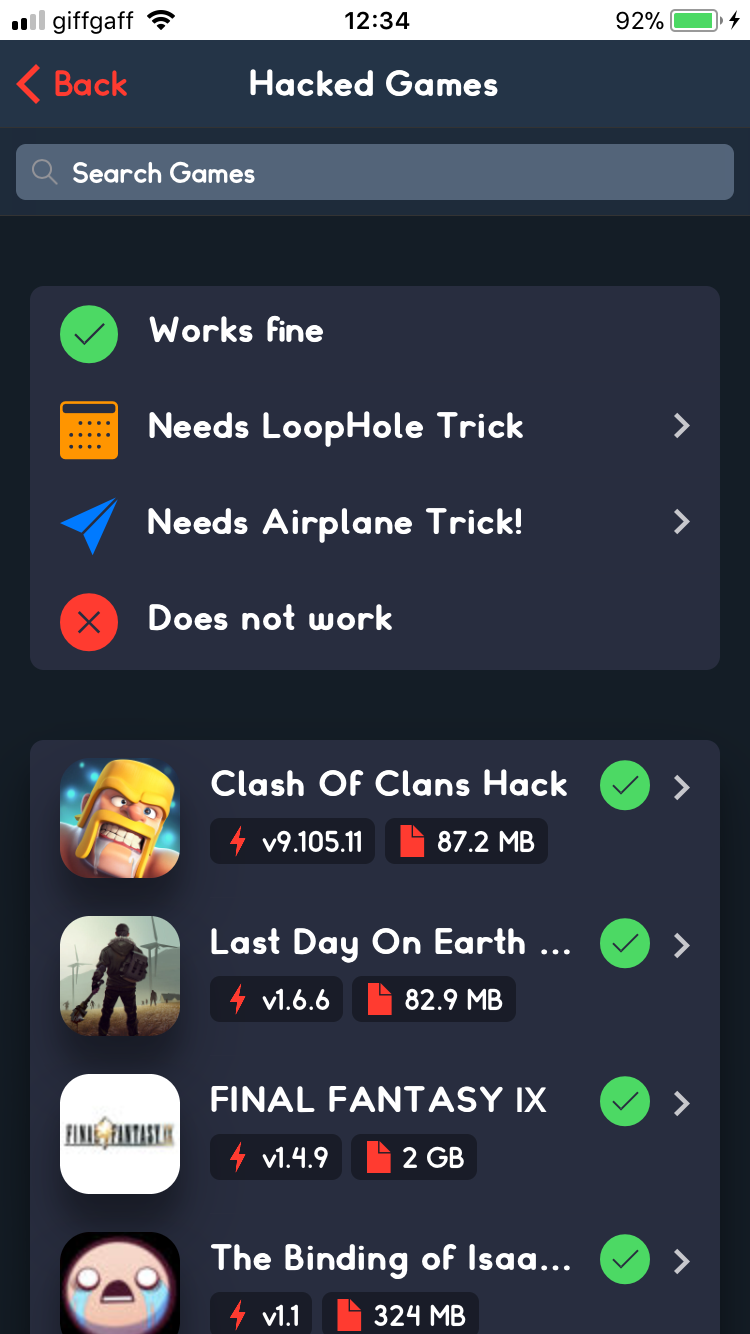 giffgaff 12:34 92%
Back Hacked Games
Search Games
Works fine
Needs LoopHole Trick
Needs Airplane Trick!
Does not work
Clash Of Clans Hack
v9.105.11 87.2 MB
Last Day On Earth ...
v1.6.6 82.9 MB
FINAL FANTASY IX
FINAL FANTASY IX
v1.4.9 2 GB
The Binding of Isaa...
v1.1 324 MB